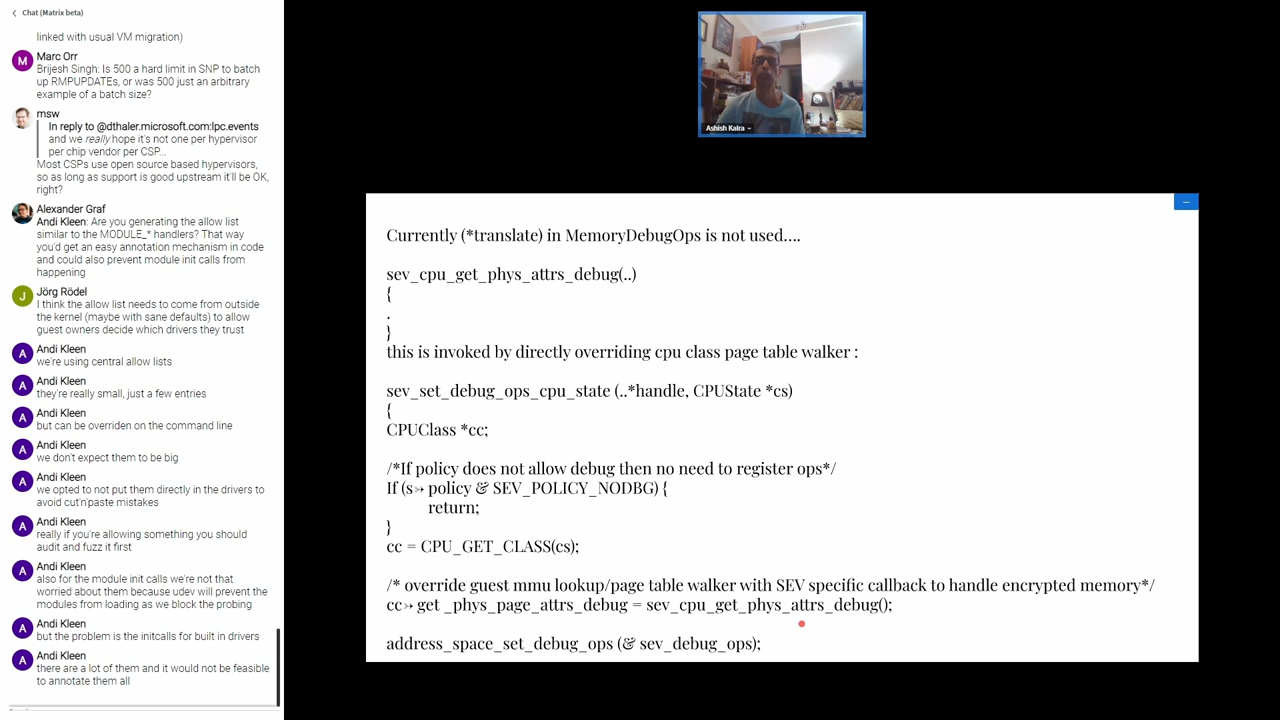 Chat (Matrix beta)
linked with usual VM migration)
M
Marc Orr
Brijesh Singh: Is 500 a hard limit in SNP to batch
up RMPUPDATEs, or was 500 just an arbitrary
example of a batch size?
msw
In reply to @dthaler.microsoft.com:lpc.events
and we really hope it's not one per hypervisor
per chip vendor per CSP...
Most CSPs use open source based hypervisors,
so as long as support is good upstream it'll be OK,
right?
Alexander Graf
Andi Kleen: Are you generating the allow list
similar to the MODULE_* handlers? That way
you'd get an easy annotation mechanism in code
and could also prevent module init calls from
happening
J
Jörg Rödel
I think the allow list needs to come from outside
the kernel (maybe with sane defaults) to allow
guest owners decide which drivers they trust
A
Andi Kleen
we're using central allow lists
A
Andi Kleen
they're really small, just a few entries
A
Andi Kleen
but can be overriden on the command line
A
Andi Kleen
we don't expect them to be big
A
Andi Kleen
we opted to not put them directly in the drivers to
avoid cut'n'paste mistakes
A
Andi Kleen
really if you're allowing something you should
audit and fuzz it first
A
Andi Kleen
also for the module init calls we're not that
worried about them because udev will prevent the
modules from loading as we block the probing
A
Andi Kleen
but the problem is the initcalls for built in drivers
A
Andi Kleen
there are a lot of them and it would not be feasible
to annotate them all
Ashish Kalra
Currently (*translate) in MemoryDebugOps is not used....
sev_cpu_get_phys_attrs_debug(..)
{
.
}
this is invoked by directly overriding cpu class page table walker :
sev_set_debug_ops_cpu_state (..*handle, CPUState *cs)
{
CPUClass *cc;
/*If policy does not allow debug then no need to register ops*/
If (s-> policy & SEV_POLICY_NODBG) {
return;
}
cc = CPU_GET_CLASS(cs);
/* override guest mmu lookup/page table walker with SEV specific callback to handle encrypted memory*/
cc-> get _phys_page_attrs_debug = sev_cpu_get_phys_attrs_debug();
address_space_set_debug_ops (& sev_debug_ops);